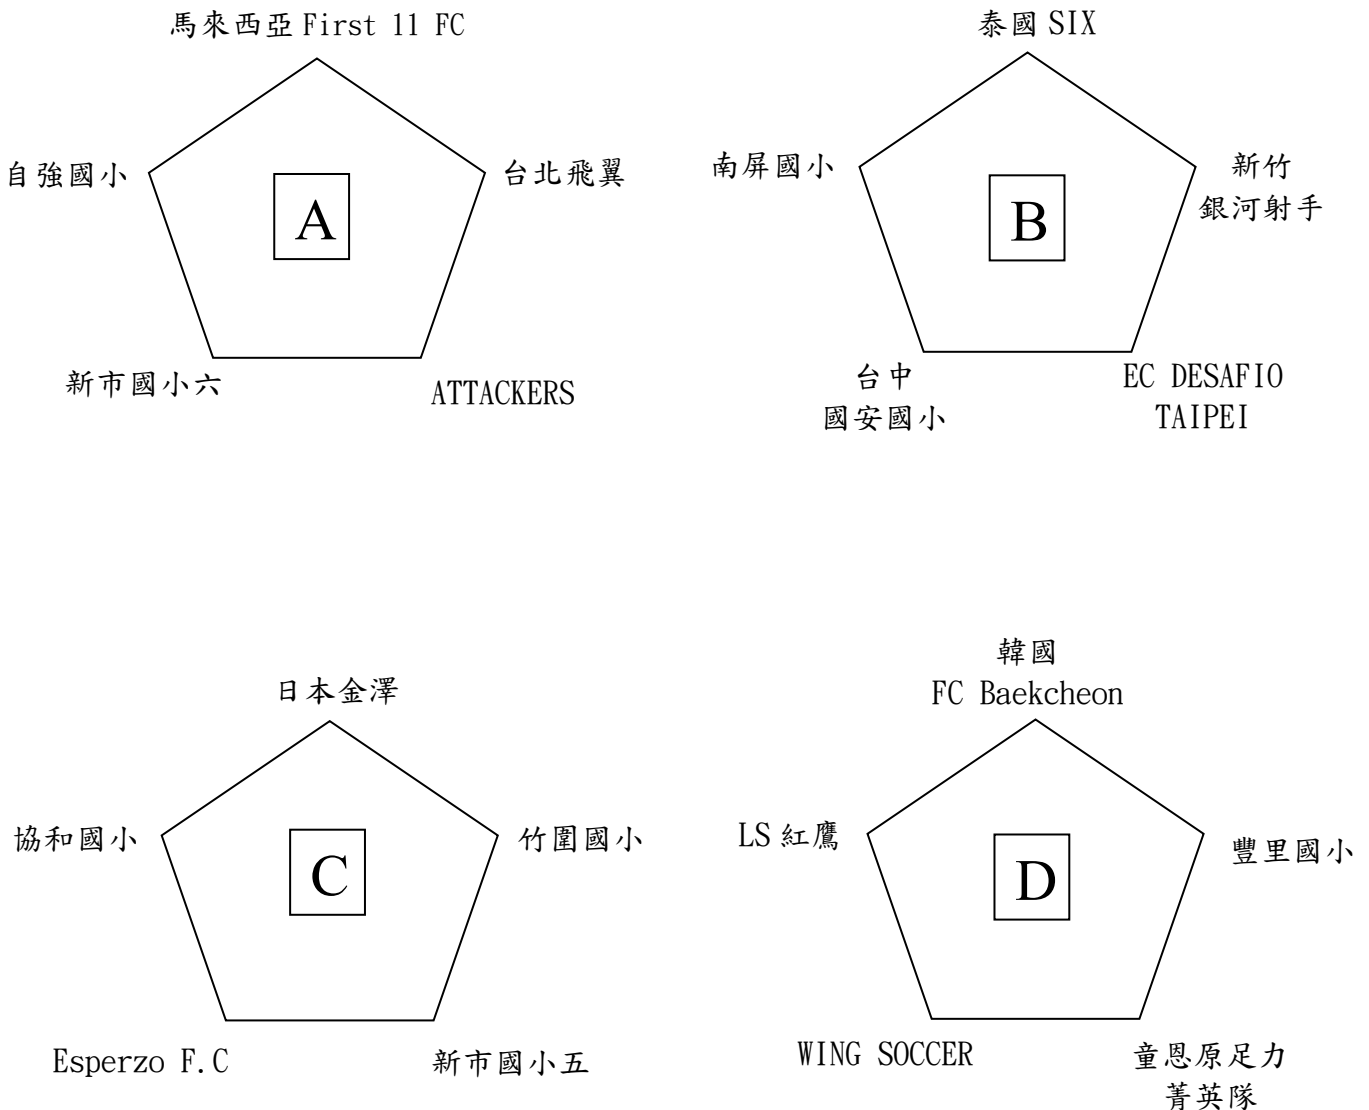 馬來西亞 First 11 FC
自強國小
台北飛翼
A
新市國小六
ATTACKERS
泰國 SIX
南屏國小
新竹
銀河射手
B
台中
國安國小
EC DESAFIO
TAIPEI
日本金澤
協和國小
竹圍國小
C
Esperzo F.C
新市國小五
韓國
FC Baekcheon
LS 紅鷹
豐里國小
D
WING SOCCER
童恩原足力
菁英隊